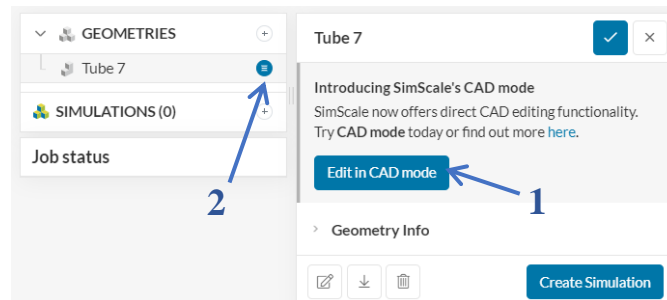 GEOMETRIES
Tube 7
SIMULATIONS (0)
Job status
2
Tube 7
Introducing SimScale's CAD mode
SimScale now offers direct CAD editing functionality.
Try CAD mode today or find out more here.
Edit in CAD mode
1
Geometry Info
Create Simulation